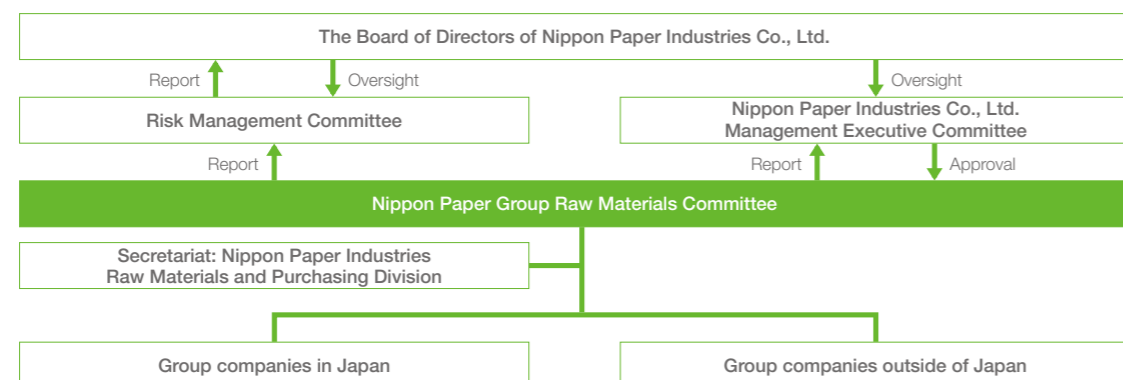 The Board of Directors of Nippon Paper Industries Co., Ltd.
Report
Oversight
Oversight
Risk Management Committee
Nippon Paper Industries Co., Ltd.
Management Executive Committee
Report
Report
Approval
Nippon Paper Group Raw Materials Committee
Secretariat: Nippon Paper Industries
Raw Materials and Purchasing Division
Group companies in Japan
Group companies outside of Japan